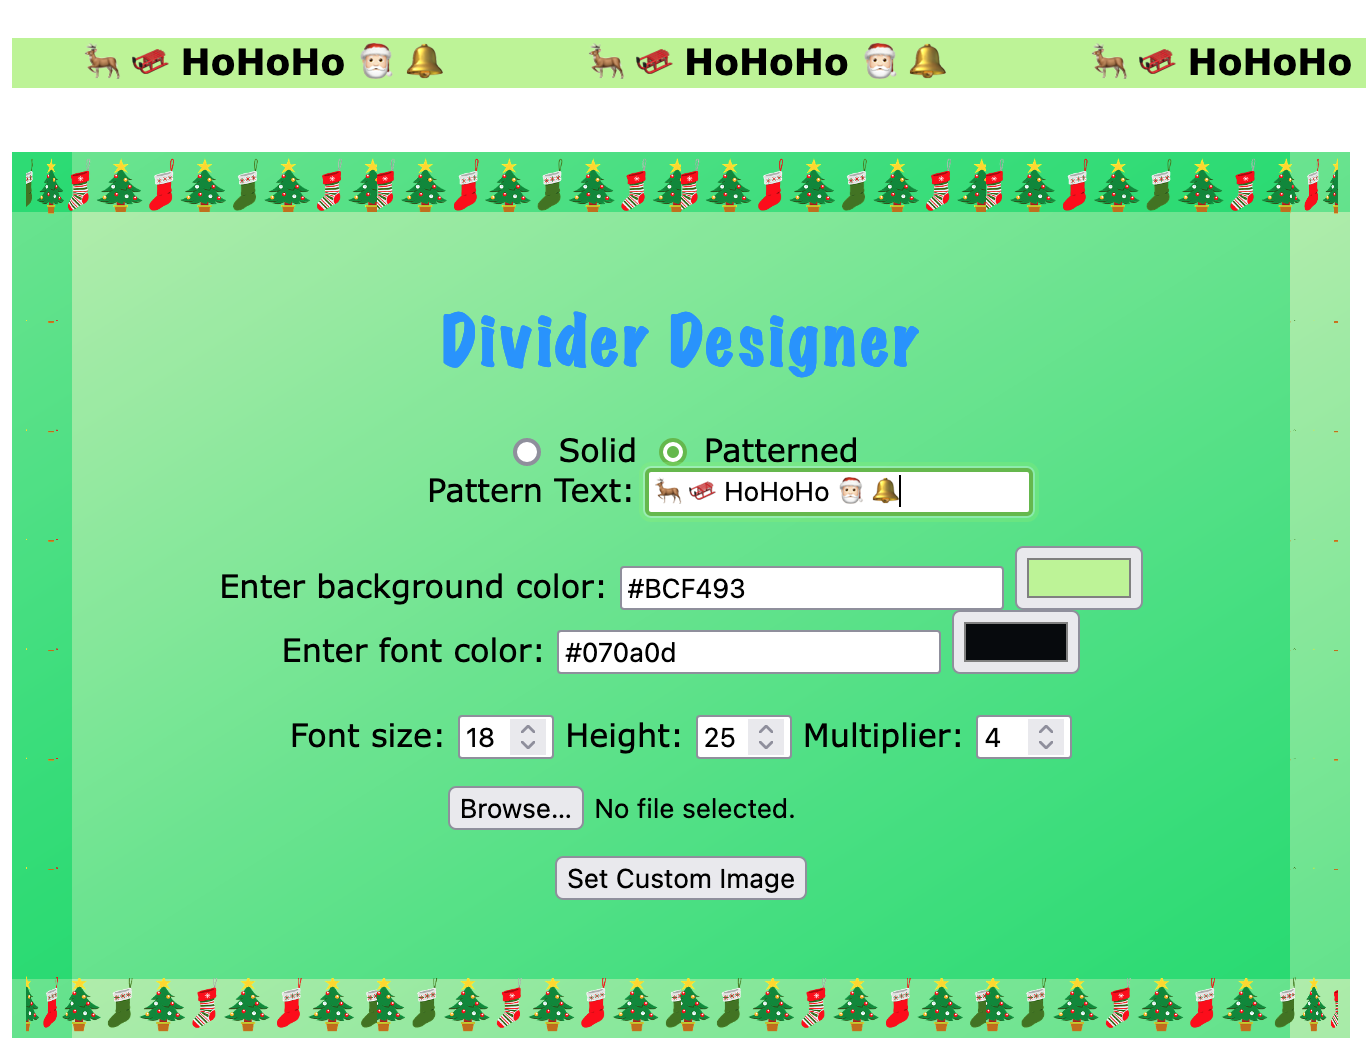 🦌 🛷 HoHoHo 🎅🏻 🔔 🦌 🛷 HoHoHo 🎅🏻 🔔 🦌 🛷 HoHoHo
Divider Designer
Solid Patterned
Pattern Text: 🦌 🛷 HoHoHo 🎅🏻 🔔
Enter background color: #BCF493
Enter font color: #070a0d
Font size: 18 Height: 25 Multiplier: 4
Browse... No file selected.
Set Custom Image